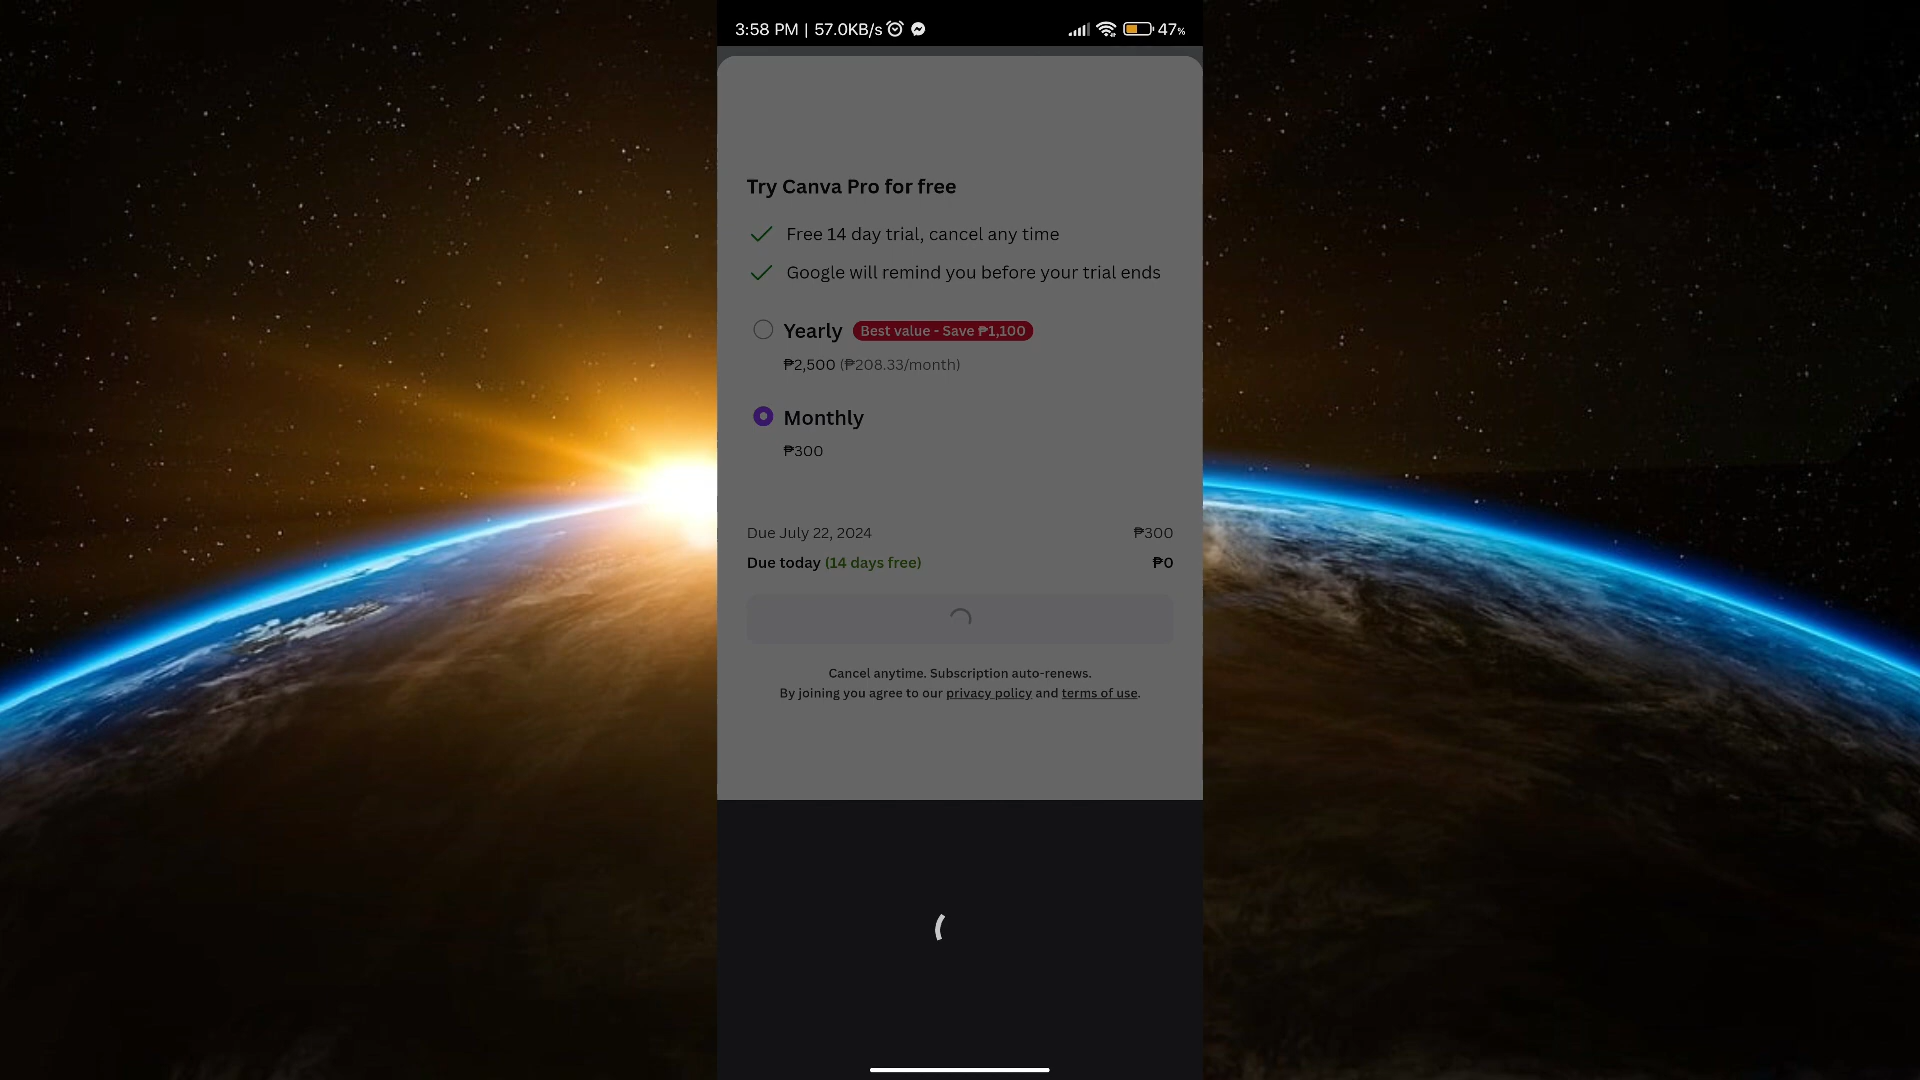 3:58 PM | 57.0KB/s 47%
Try Canva Pro for free
Free 14 day trial, cancel any time
Google will remind you before your trial ends
Yearly Best value - Save ₱1,100
₱2,500 (₱208.33/month)
Monthly
₱300
Due July 22, 2024 ₱300
Due today (14 days free) ₱0
Cancel anytime. Subscription auto-renews.
By joining you agree to our privacy policy and terms of use.